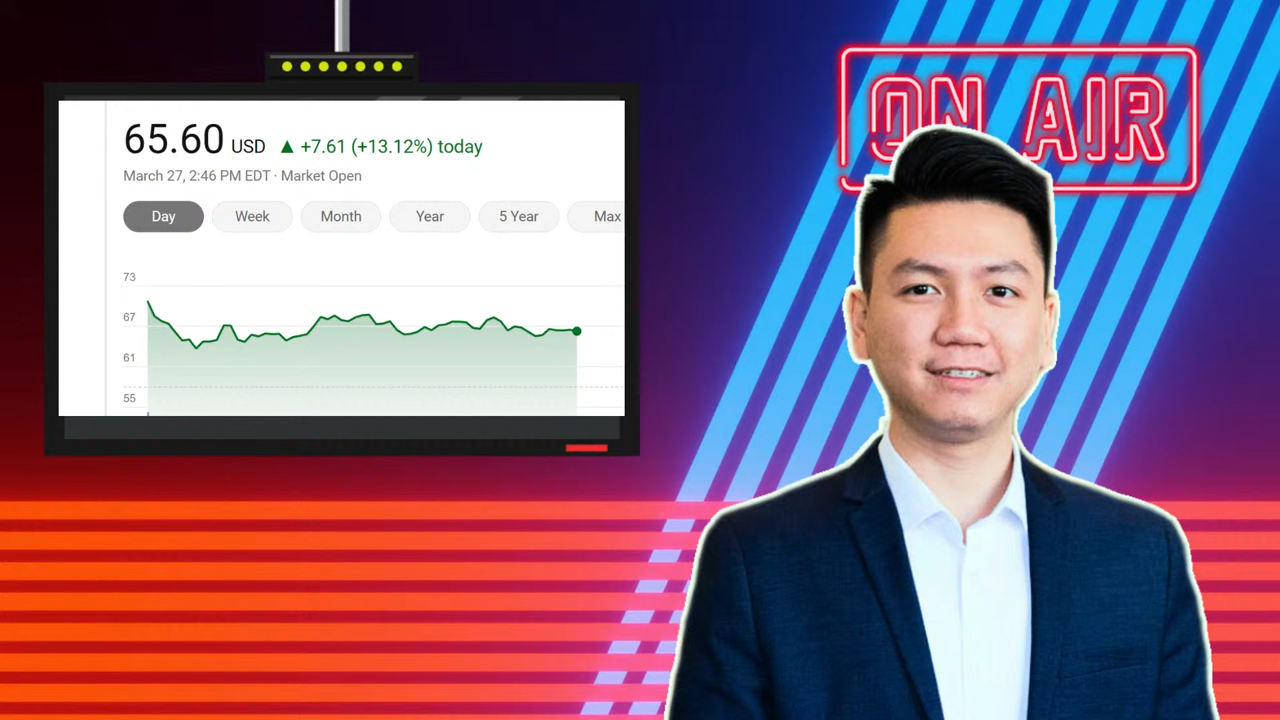 65.60 USD ▲ +7.61 (+13.12%) today
March 27, 2:46 PM EDT · Market Open
Day Week Month Year 5 Year Max
73
67
61
55
ON AIR